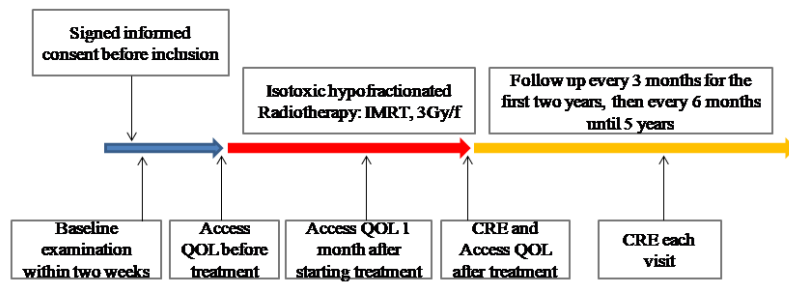 Signed informed
consent before inclusion
Isotoxic hypofractionated
Radiotherapy: IMRT, 3Gy/f
Follow up every 3 months for the
first two years, then every 6 months
until 5 years
Baseline
examination
within two weeks
Access
QOL before
treatment
Access QOL 1
month after
starting treatment
CRE and
Access QOL
after treatment
CRE each
visit